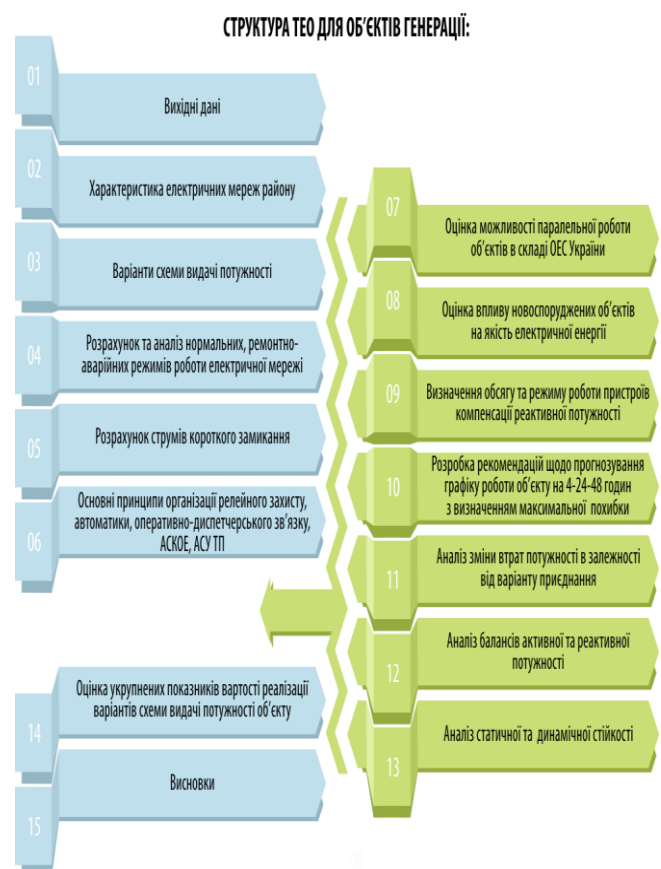 СТРУКТУРА ТЕО ДЛЯ ОБ'ЄКТІВ ГЕНЕРАЦІЇ:
01
Вихідні дані
02
Характеристика електричних мереж району
03
Варіанти схеми видачі потужності
04
Розрахунок та аналіз нормальних, ремонтно-
аварійних режимів роботи електричної мережі
05
Розрахунок струмів короткого замикання
06
Основні принципи організації релейного захисту,
автоматики, оперативно-диспетчерського зв'язку,
АСКОЕ, АСУ ТП
07
Оцінка можливості паралельної роботи
об'єктів в складі ОЕС України
08
Оцінка впливу новоспоруджених об'єктів
на якість електричної енергії
09
Визначення обсягу та режиму роботи пристроїв
компенсації реактивної потужності
10
Розробка рекомендацій щодо прогнозування
графіку роботи об'єкту на 4-24-48 годин
з визначенням максимальної похибки
11
Аналіз зміни втрат потужності в залежності
від варіанту приєднання
12
Аналіз балансів активної та реактивної
потужності
13
Аналіз статичної та динамічної стійкості
14
Оцінка укрупнених показників вартості реалізації
варіантів схеми видачі потужності об'єкту
15
Висновки